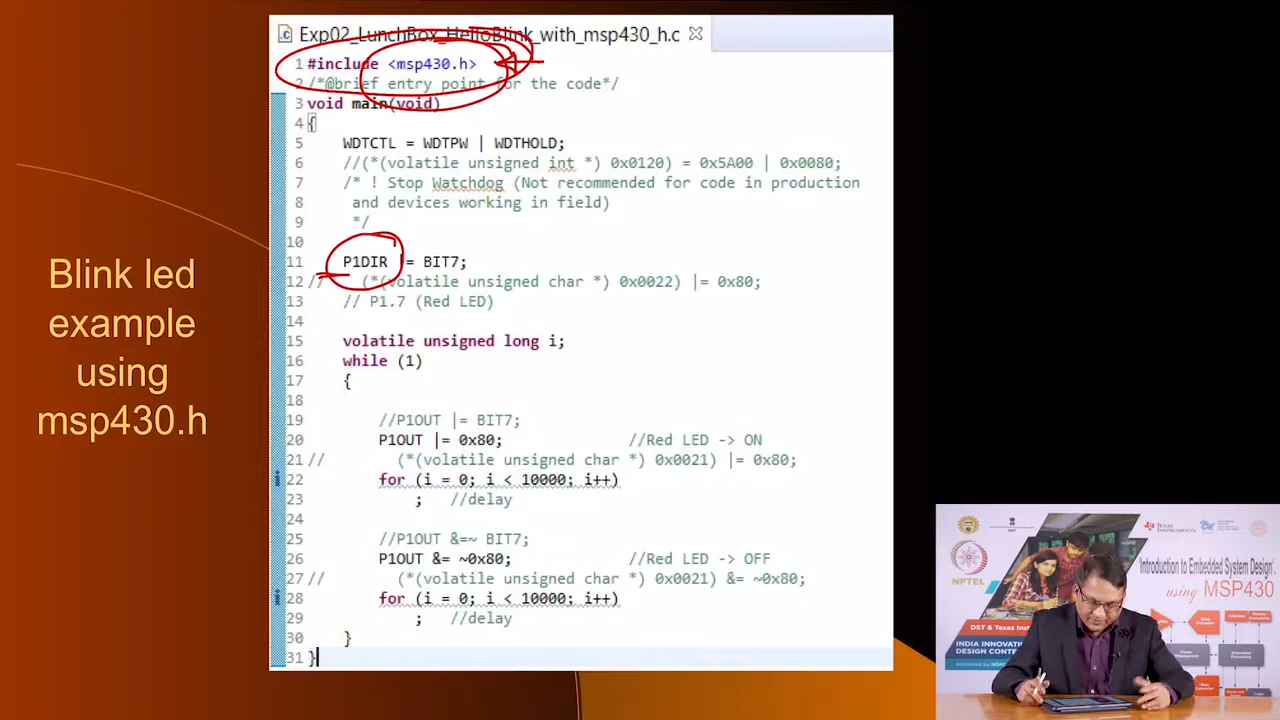 Blink led
example
using
msp430.h
Exp02_LunchBox_HelloBlink_with_msp430_h.c
1 #include <msp430.h>
2 /*@brief entry point for the code*/
3 void main(void)
4 {
5 WDTCTL = WDTPW | WDTHOLD;
6 //(*(volatile unsigned int *) 0x0120) = 0x5A00 | 0x0080;
7 /* ! Stop Watchdog (Not recommended for code in production
8 and devices working in field)
9 */
10
11 P1DIR |= BIT7;
12 // (*(volatile unsigned char *) 0x0022) |= 0x80;
13 // P1.7 (Red LED)
14
15 volatile unsigned long i;
16 while (1)
17 {
18
19 //P1OUT |= BIT7;
20 P1OUT |= 0x80; //Red LED -> ON
21 // (*(volatile unsigned char *) 0x0021) |= 0x80;
22 for (i = 0; i < 10000; i++)
23 ; //delay
24
25 //P1OUT &=~ BIT7;
26 P1OUT &= ~0x80; //Red LED -> OFF
27 // (*(volatile unsigned char *) 0x0021) &= ~0x80;
28 for (i = 0; i < 10000; i++)
29 ; //delay
30 }
31 }
TEXAS INSTRUMENTS
NPTEL
'Introduction to Embedded System Design'
using MSP430
DST & Texas Inst
INDIA INNOVATI
DESIGN CONTE